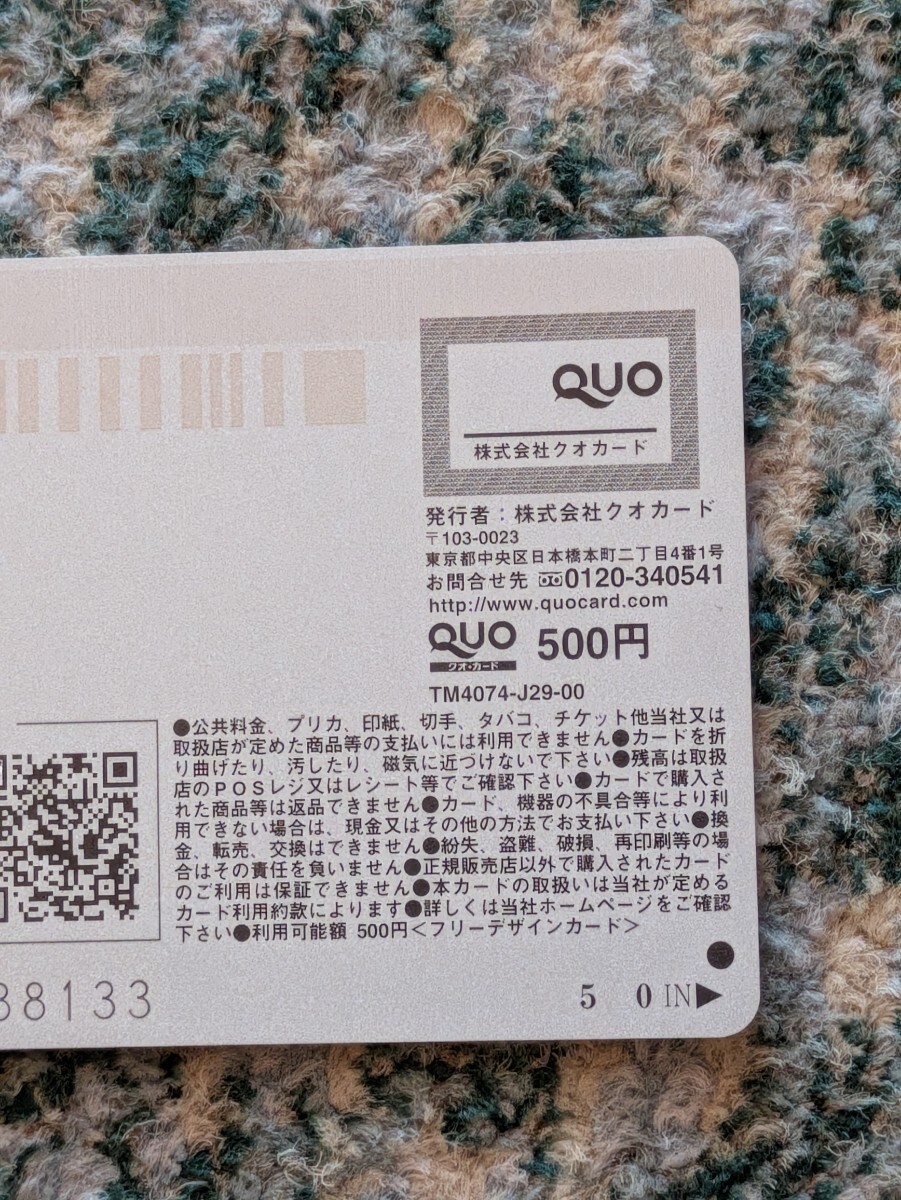 QUO
株式会社クオカード
発行者：株式会社クオカード
〒103-0023
東京都中央区日本橋本町二丁目4番1号
お問合せ先 0120-340541
http://www.quocard.com
QUO 500円
クオ・カード
TM4074-J29-00
●公共料金、プリカ、印紙、切手、タバコ、チケット他当社又は
取扱店が定めた商品等の支払いには利用できません●カードを折
り曲げたり、汚したり、磁気に近づけないで下さい●残高は取扱
店のＰＯＳレジ又はレシート等でご確認下さい●カードで購入さ
れた商品等は返品できません●カード、機器の不具合等により利
用できない場合は、現金又はその他の方法でお支払い下さい●換
金、転売、交換はできません●紛失、盗難、破損、再印刷等の場
合はその責任を負いません●正規販売店以外で購入されたカード
のご利用は保証できません●本カードの取扱いは当社が定める
カード利用約款によります●詳しくは当社ホームページをご確認
下さい●利用可能額 500円＜フリーデザインカード＞
38133
5 0 IN▶